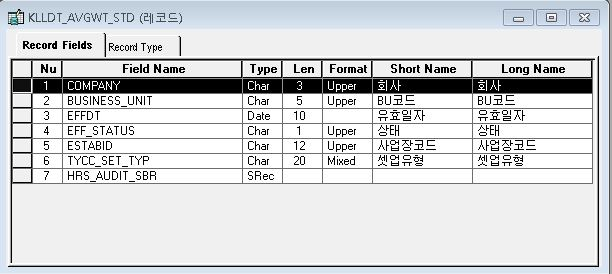 KLLDT_AVGWT_STD (레코드)
Record Fields Record Type
Nu Field Name Type Len Format Short Name Long Name
1 COMPANY Char 3 Upper 회사 회사
2 BUSINESS_UNIT Char 5 Upper BU코드 BU코드
3 EFFDT Date 10 유효일자 유효일자
4 EFF_STATUS Char 1 Upper 상태 상태
5 ESTABID Char 12 Upper 사업장코드 사업장코드
6 TYCC_SET_TYP Char 20 Mixed 셋업유형 셋업유형
7 HRS_AUDIT_SBR SRec